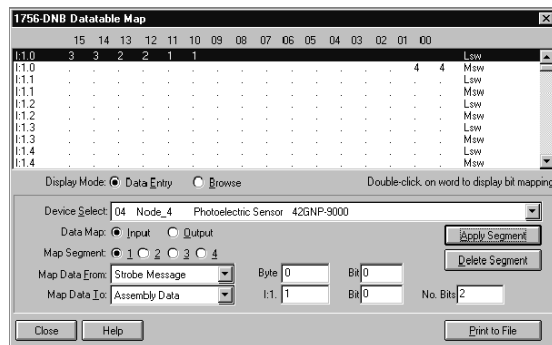 1756-DNB Datatable Map
15 14 13 12 11 10 09 08 07 06 05 04 03 02 01 00
I:1.0 3 3 2 2 1 1 . . . . . . . . . . Lsw
I:1.0 . . . . . . . . . . . . . . 4 4 Msw
I:1.1 . . . . . . . . . . . . . . . . Lsw
I:1.1 . . . . . . . . . . . . . . . . Msw
I:1.2 . . . . . . . . . . . . . . . . Lsw
I:1.2 . . . . . . . . . . . . . . . . Msw
I:1.3 . . . . . . . . . . . . . . . . Lsw
I:1.3 . . . . . . . . . . . . . . . . Msw
I:1.4 . . . . . . . . . . . . . . . . Lsw
I:1.4 . . . . . . . . . . . . . . . . Msw
Display Mode: Data Entry Browse Double-click, on word to display bit mapping
Device Select: 04 Node_4 Photoelectric Sensor 42GNP-9000
Data Map: Input Output Apply Segment
Map Segment: 1 2 3 4 Delete Segment
Map Data From: Strobe Message Byte 0 Bit 0
Map Data To: Assembly Data I:1. 1 Bit 0 No. Bits 2
Close Help Print to File